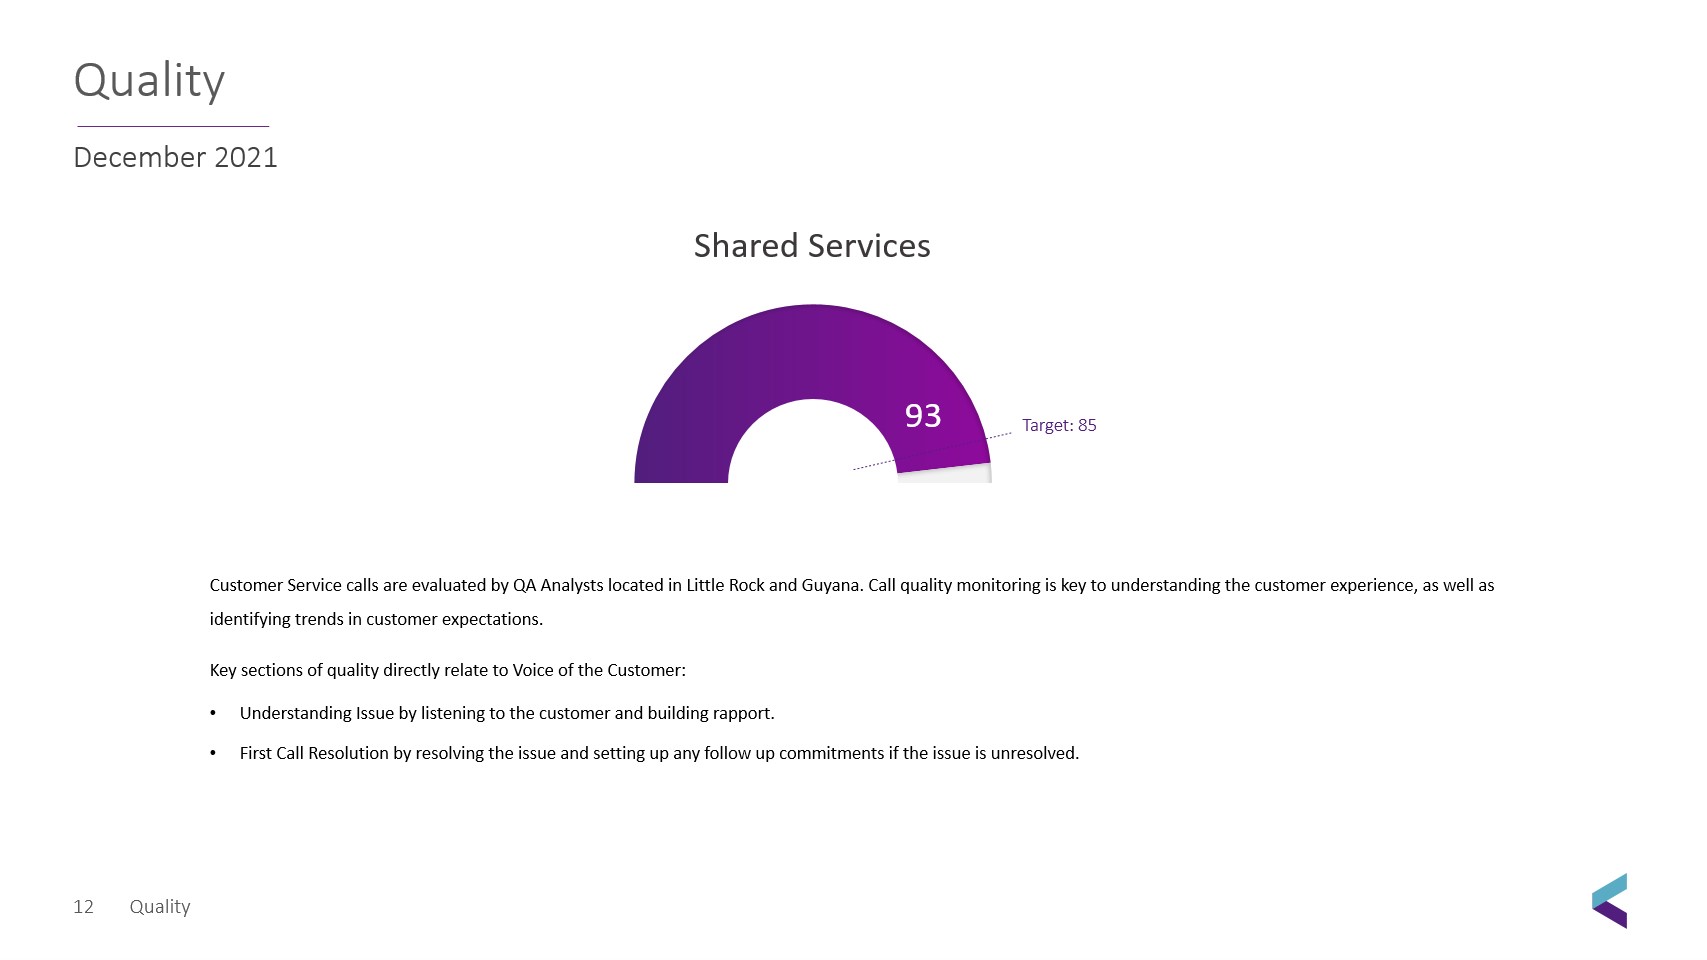 Quality
December 2021
Shared Services
93
Target: 85
Customer Service calls are evaluated by QA Analysts located in Little Rock and Guyana. Call quality monitoring is key to understanding the customer experience, as well as
identifying trends in customer expectations.
Key sections of quality directly relate to Voice of the Customer:
• Understanding Issue by listening to the customer and building rapport.
• First Call Resolution by resolving the issue and setting up any follow up commitments if the issue is unresolved.
12 Quality